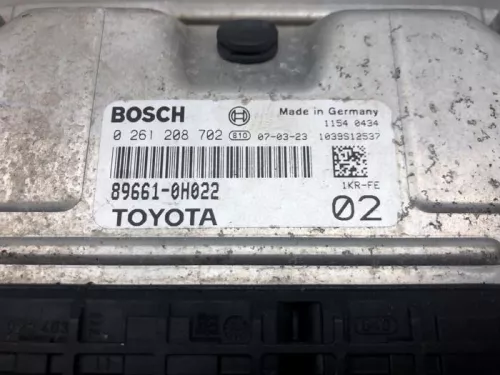 BOSCH Made in Germany
1154 0434
0 261 208 702 810 07-03-23 1039S12537
89661-0H022 1KR-FE
TOYOTA 02